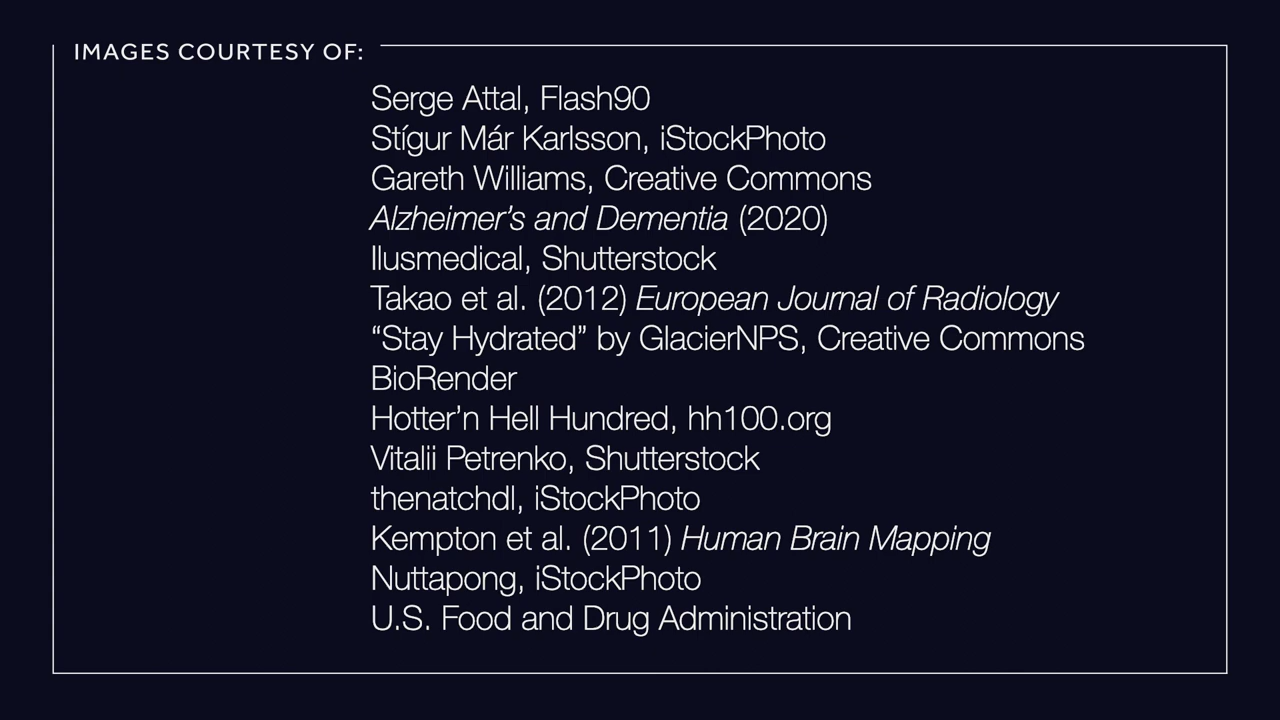 IMAGES COURTESY OF:
Serge Attal, Flash90
Stígur Már Karlsson, iStockPhoto
Gareth Williams, Creative Commons
Alzheimer’s and Dementia (2020)
Ilusmedical, Shutterstock
Takao et al. (2012) European Journal of Radiology
“Stay Hydrated” by GlacierNPS, Creative Commons
BioRender
Hotter’n Hell Hundred, hh100.org
Vitalii Petrenko, Shutterstock
thenatchdl, iStockPhoto
Kempton et al. (2011) Human Brain Mapping
Nuttapong, iStockPhoto
U.S. Food and Drug Administration